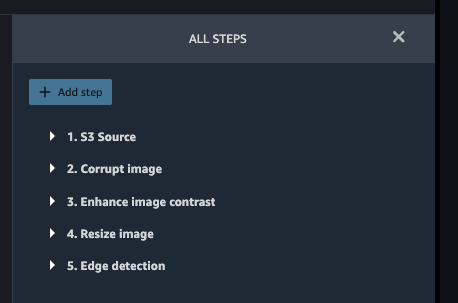 ALL STEPS
Add step
1. S3 Source
2. Corrupt image
3. Enhance image contrast
4. Resize image
5. Edge detection